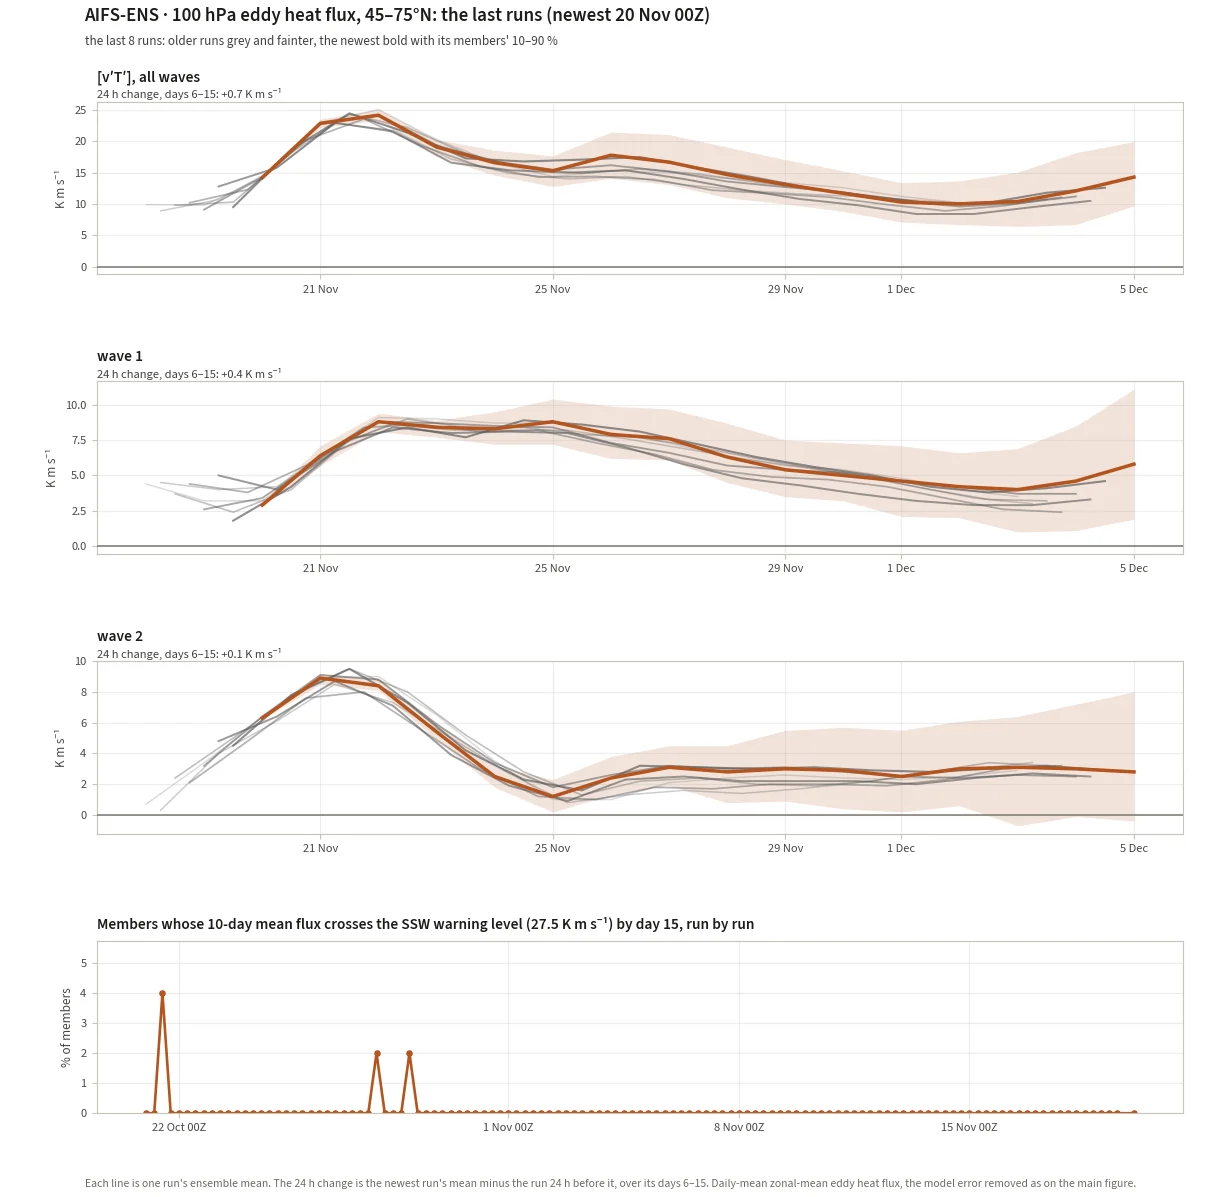 AIFS-ENS · 100 hPa eddy heat flux, 45–75°N: the last runs (newest 20 Nov 00Z)
the last 8 runs: older runs grey and fainter, the newest bold with its members' 10–90 %
[v′T′], all waves
24 h change, days 6–15: +0.7 K m s⁻¹
K m s⁻¹
25
20
15
10
5
0
21 Nov
25 Nov
29 Nov
1 Dec
5 Dec
wave 1
24 h change, days 6–15: +0.4 K m s⁻¹
K m s⁻¹
10.0
7.5
5.0
2.5
0.0
21 Nov
25 Nov
29 Nov
1 Dec
5 Dec
wave 2
24 h change, days 6–15: +0.1 K m s⁻¹
K m s⁻¹
10
8
6
4
2
0
21 Nov
25 Nov
29 Nov
1 Dec
5 Dec
Members whose 10-day mean flux crosses the SSW warning level (27.5 K m s⁻¹) by day 15, run by run
% of members
5
4
3
2
1
0
22 Oct 00Z
1 Nov 00Z
8 Nov 00Z
15 Nov 00Z
Each line is one run's ensemble mean. The 24 h change is the newest run's mean minus the run 24 h before it, over its days 6–15. Daily-mean zonal-mean eddy heat flux, the model error removed as on the main figure.